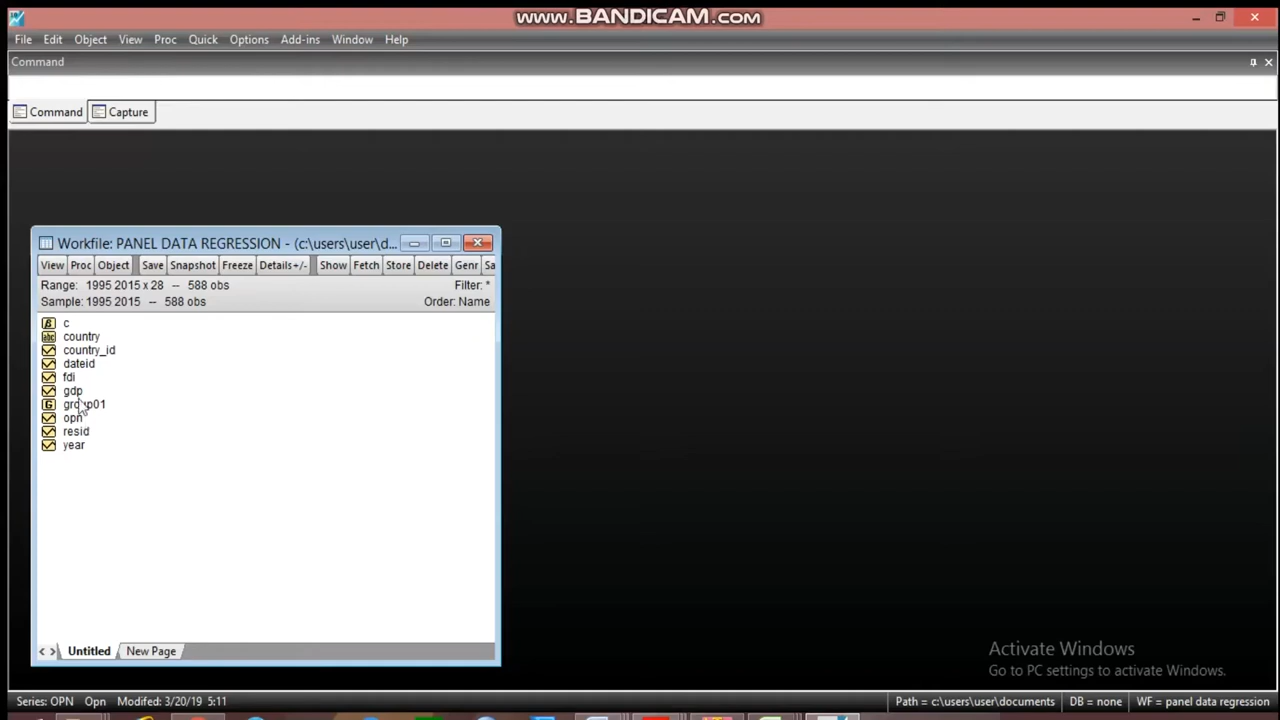 www.BANDICAM.com
File Edit Object View Proc Quick Options Add-ins Window Help
Command
Command Capture
Workfile: PANEL DATA REGRESSION - (c:\users\user\d...
View Proc Object Save Snapshot Freeze Details+/- Show Fetch Store Delete Genr Sa
Range: 1995 2015 x 28 -- 588 obs Filter: *
Sample: 1995 2015 -- 588 obs Order: Name
c
country
country_id
dateid
fdi
gdp
group01
opn
resid
year
Untitled New Page
Activate Windows
Go to PC settings to activate Windows.
Series: OPN Opn Modifed: 3/20/19 5:11 Path = c:\users\user\documents DB = none WF = panel data regression